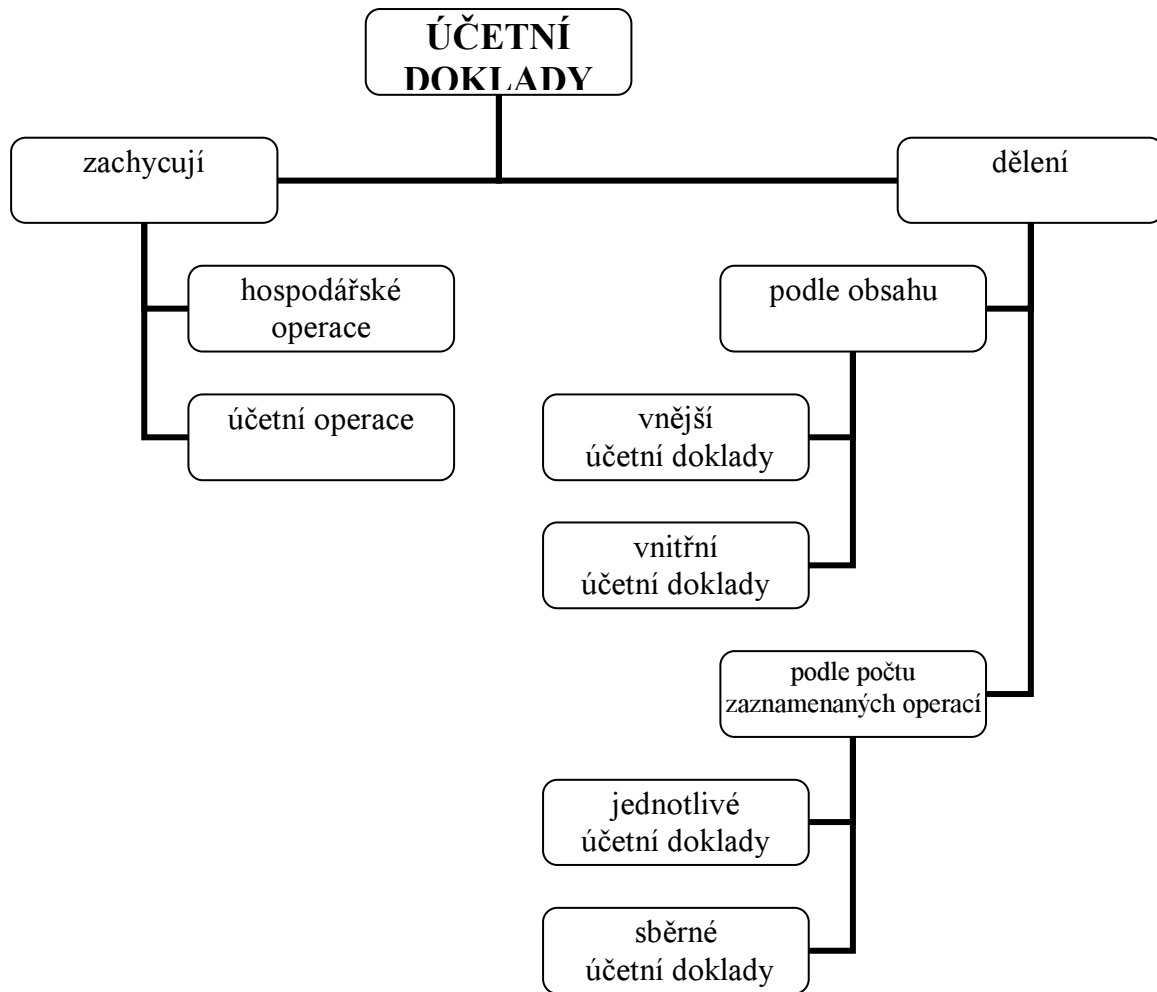 ÚČETNÍ
DOKLADY
zachycují
dělení
hospodářské
operace
podle obsahu
účetní operace
vnější
účetní doklady
vnitřní
účetní doklady
podle počtu
zaznamenaných operací
jednotlivé
účetní doklady
sběrné
účetní doklady